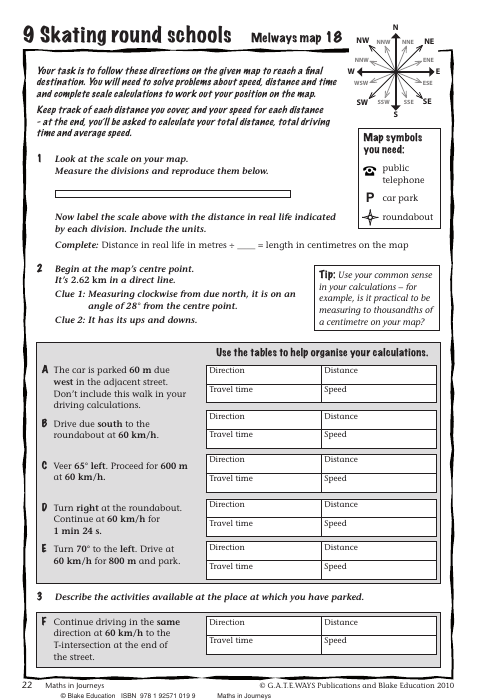 9 Skating round schools Melways map 18
N
NNW NNE
NW NE
WNW ENE
W E
WSW ESE
SW SE
SSW SSE
S
Your task is to follow these directions on the given map to reach a final
destination. You will need to solve problems about speed, distance and time
and complete scale calculations to work out your position on the map.
Keep track of each distance you cover, and your speed for each distance
– at the end, you'll be asked to calculate your total distance, total driving
time and average speed.
Map symbols
you need:
public
telephone
P car park
roundabout
1 Look at the scale on your map.
Measure the divisions and reproduce them below.
Now label the scale above with the distance in real life indicated
by each division. Include the units.
Complete: Distance in real life in metres ÷ ____ = length in centimetres on the map
2 Begin at the map's centre point.
It's 2.62 km in a direct line.
Clue 1: Measuring clockwise from due north, it is on an
angle of 28° from the centre point.
Clue 2: It has its ups and downs.
Tip: Use your common sense
in your calculations – for
example, is it practical to be
measuring to thousandths of
a centimetre on your map?
Use the tables to help organise your calculations.
A The car is parked 60 m due
west in the adjacent street.
Don't include this walk in your
driving calculations.
Direction Distance
Travel time Speed
B Drive due south to the
roundabout at 60 km/h.
Direction Distance
Travel time Speed
C Veer 65° left. Proceed for 600 m
at 60 km/h.
Direction Distance
Travel time Speed
D Turn right at the roundabout.
Continue at 60 km/h for
1 min 24 s.
Direction Distance
Travel time Speed
E Turn 70° to the left. Drive at
60 km/h for 800 m and park.
Direction Distance
Travel time Speed
3 Describe the activities available at the place at which you have parked.
F Continue driving in the same
direction at 60 km/h to the
T-intersection at the end of
the street.
Direction Distance
Travel time Speed
22 Maths in Journeys © G.A.T.E.WAYS Publications and Blake Education 2010
© Blake Education ISBN 978 1 92571 019 9 Maths in Journeys